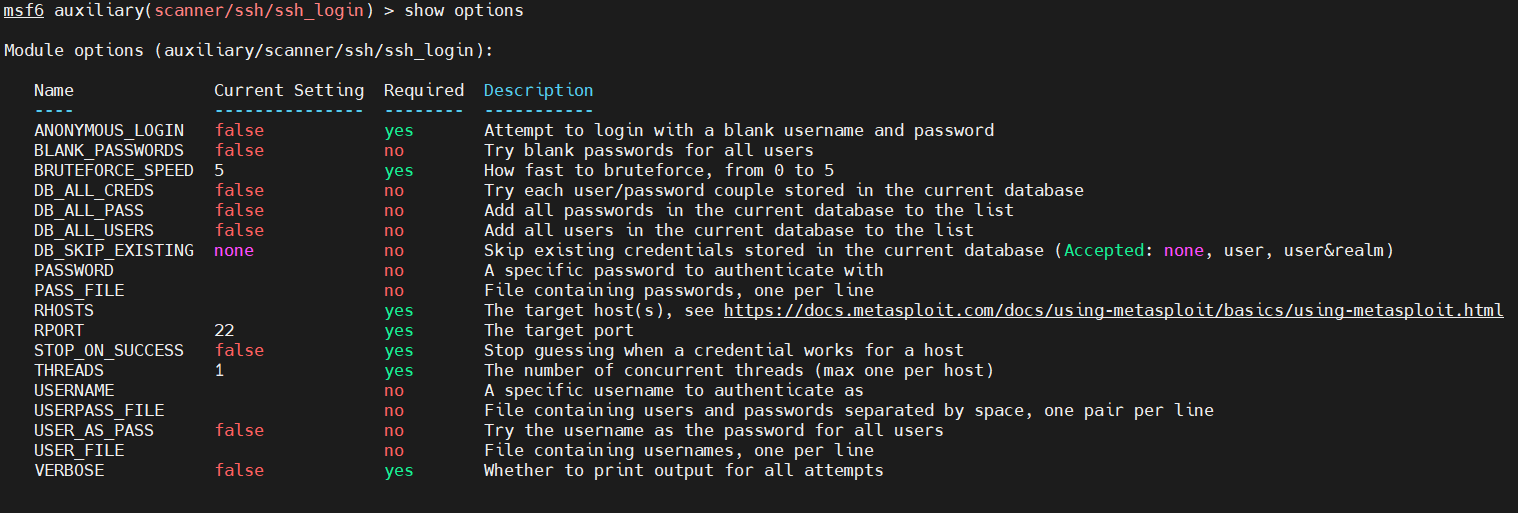 msf6 auxiliary(scanner/ssh/ssh_login) > show options
Module options (auxiliary/scanner/ssh/ssh_login):
Name Current Setting Required Description
---- --------------- -------- -----------
ANONYMOUS_LOGIN false yes Attempt to login with a blank username and password
BLANK_PASSWORDS false no Try blank passwords for all users
BRUTEFORCE_SPEED 5 yes How fast to bruteforce, from 0 to 5
DB_ALL_CREDS false no Try each user/password couple stored in the current database
DB_ALL_PASS false no Add all passwords in the current database to the list
DB_ALL_USERS false no Add all users in the current database to the list
DB_SKIP_EXISTING none no Skip existing credentials stored in the current database (Accepted: none, user, user&realm)
PASSWORD no A specific password to authenticate with
PASS_FILE no File containing passwords, one per line
RHOSTS yes The target host(s), see https://docs.metasploit.com/docs/using-metasploit/basics/using-metasploit.html
RPORT 22 yes The target port
STOP_ON_SUCCESS false yes Stop guessing when a credential works for a host
THREADS 1 yes The number of concurrent threads (max one per host)
USERNAME no A specific username to authenticate as
USERPASS_FILE no File containing users and passwords separated by space, one pair per line
USER_AS_PASS false no Try the username as the password for all users
USER_FILE no File containing usernames, one per line
VERBOSE false yes Whether to print output for all attempts